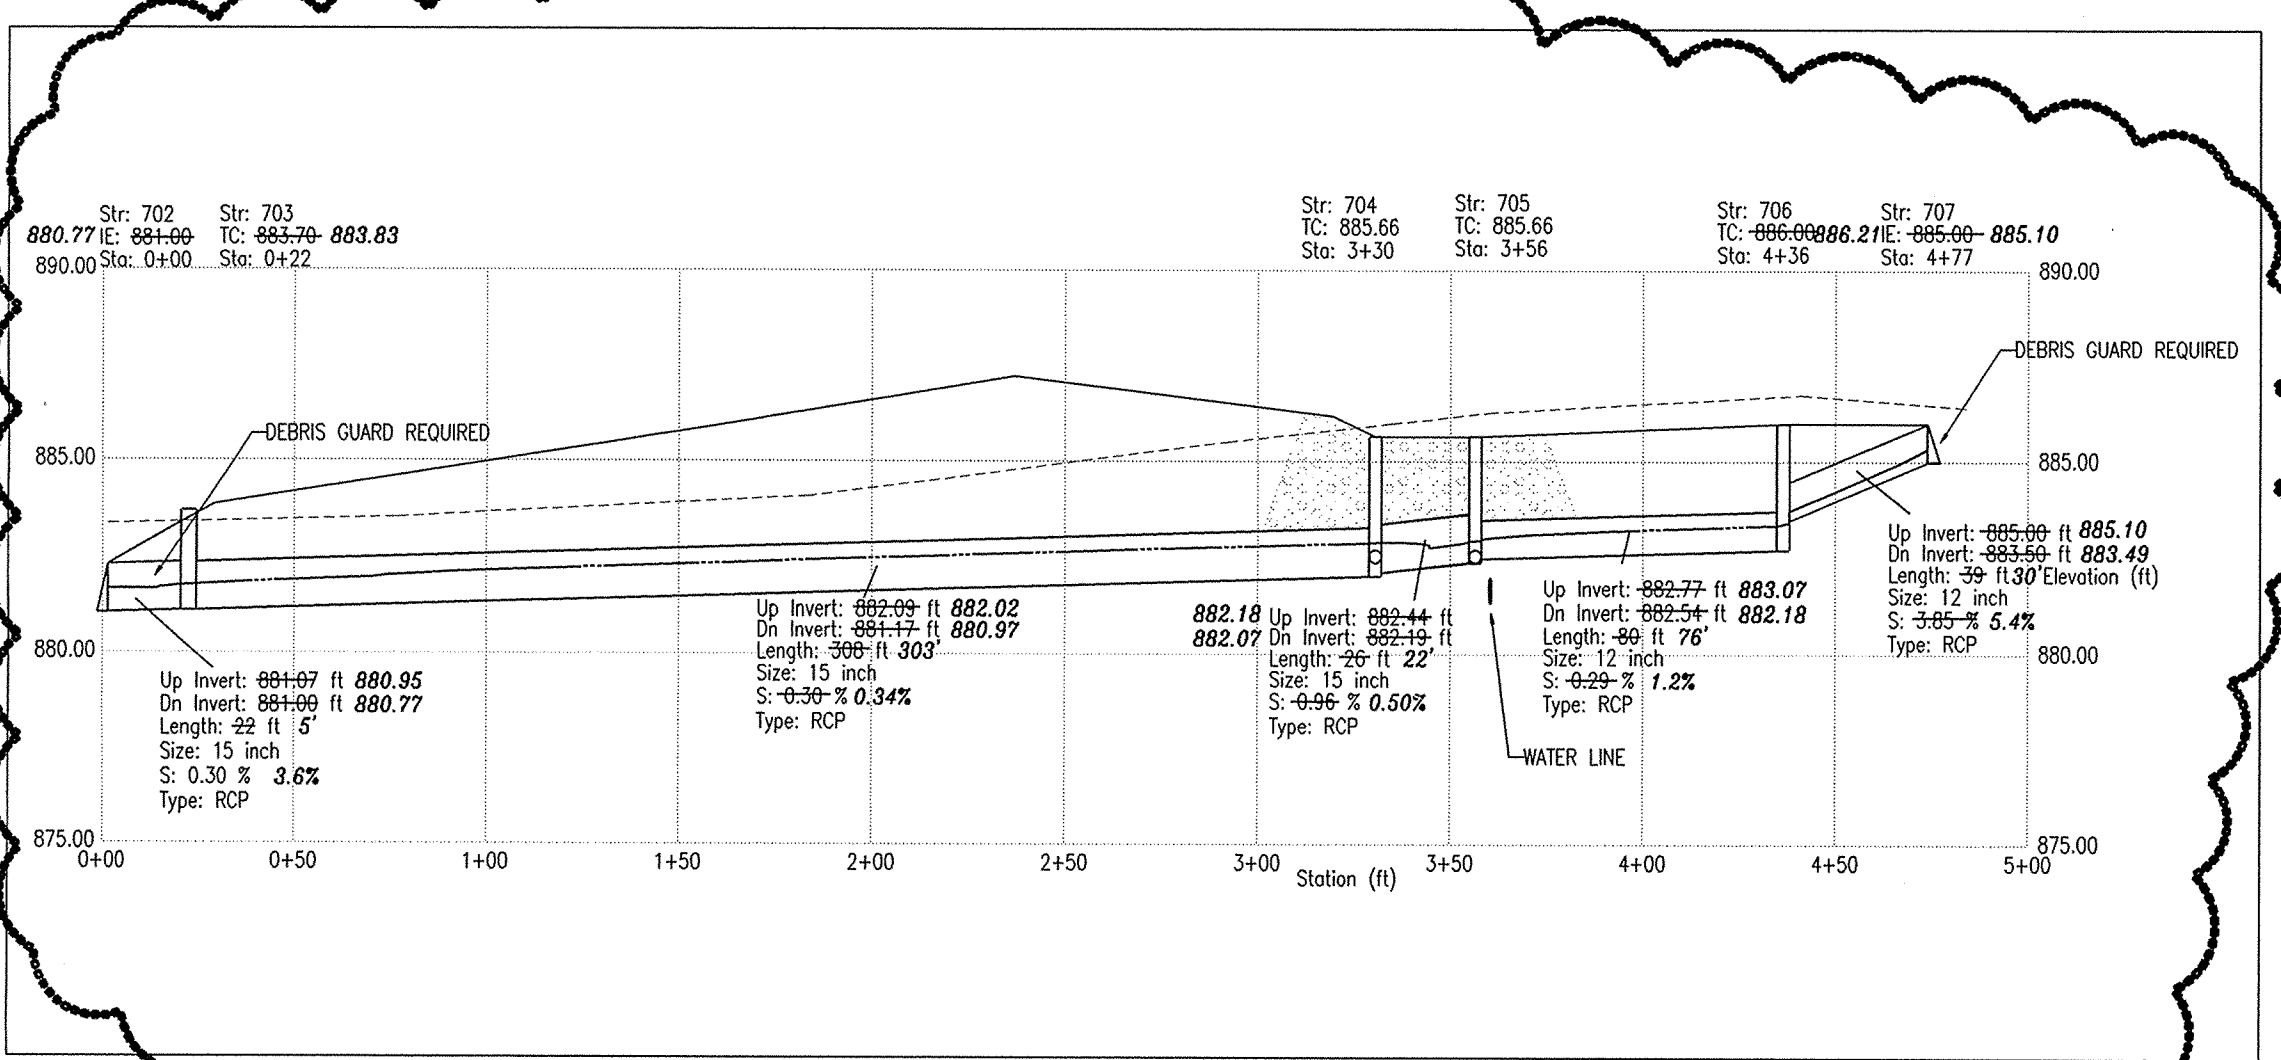 Str: 702
880.77 IE: 881.00
Sta: 0+00
Str: 703
TC: 883.70 883.83
Sta: 0+22
Str: 704
TC: 885.66
Sta: 3+30
Str: 705
TC: 885.66
Sta: 3+56
Str: 706
TC: 886.00 886.21
Sta: 4+36
Str: 707
IE: 885.00 885.10
Sta: 4+77
890.00
890.00
DEBRIS GUARD REQUIRED
DEBRIS GUARD REQUIRED
885.00
885.00
Up Invert: 885.00 ft 885.10
Dn Invert: 883.50 ft 883.49
Length: 39 ft 30' Elevation (ft)
Size: 12 inch
S: 3.85 % 5.4%
Type: RCP
Up Invert: 882.77 ft 883.07
Dn Invert: 882.54 ft 882.18
Length: 80 ft 76'
Size: 12 inch
S: 0.29 % 1.2%
Type: RCP
882.18 Up Invert: 882.44 ft
882.07 Dn Invert: 882.19 ft
Length: 26 ft 22'
Size: 15 inch
S: 0.96 % 0.50%
Type: RCP
Up Invert: 882.09 ft 882.02
Dn Invert: 881.17 ft 880.97
Length: 308 ft 303'
Size: 15 inch
S: 0.30 % 0.34%
Type: RCP
880.00
880.00
Up Invert: 881.07 ft 880.95
Dn Invert: 881.00 ft 880.77
Length: 22 ft 5'
Size: 15 inch
S: 0.30 % 3.6%
Type: RCP
WATER LINE
875.00
875.00
0+00 0+50 1+00 1+50 2+00 2+50 3+00 3+50 4+00 4+50 5+00
Station (ft)